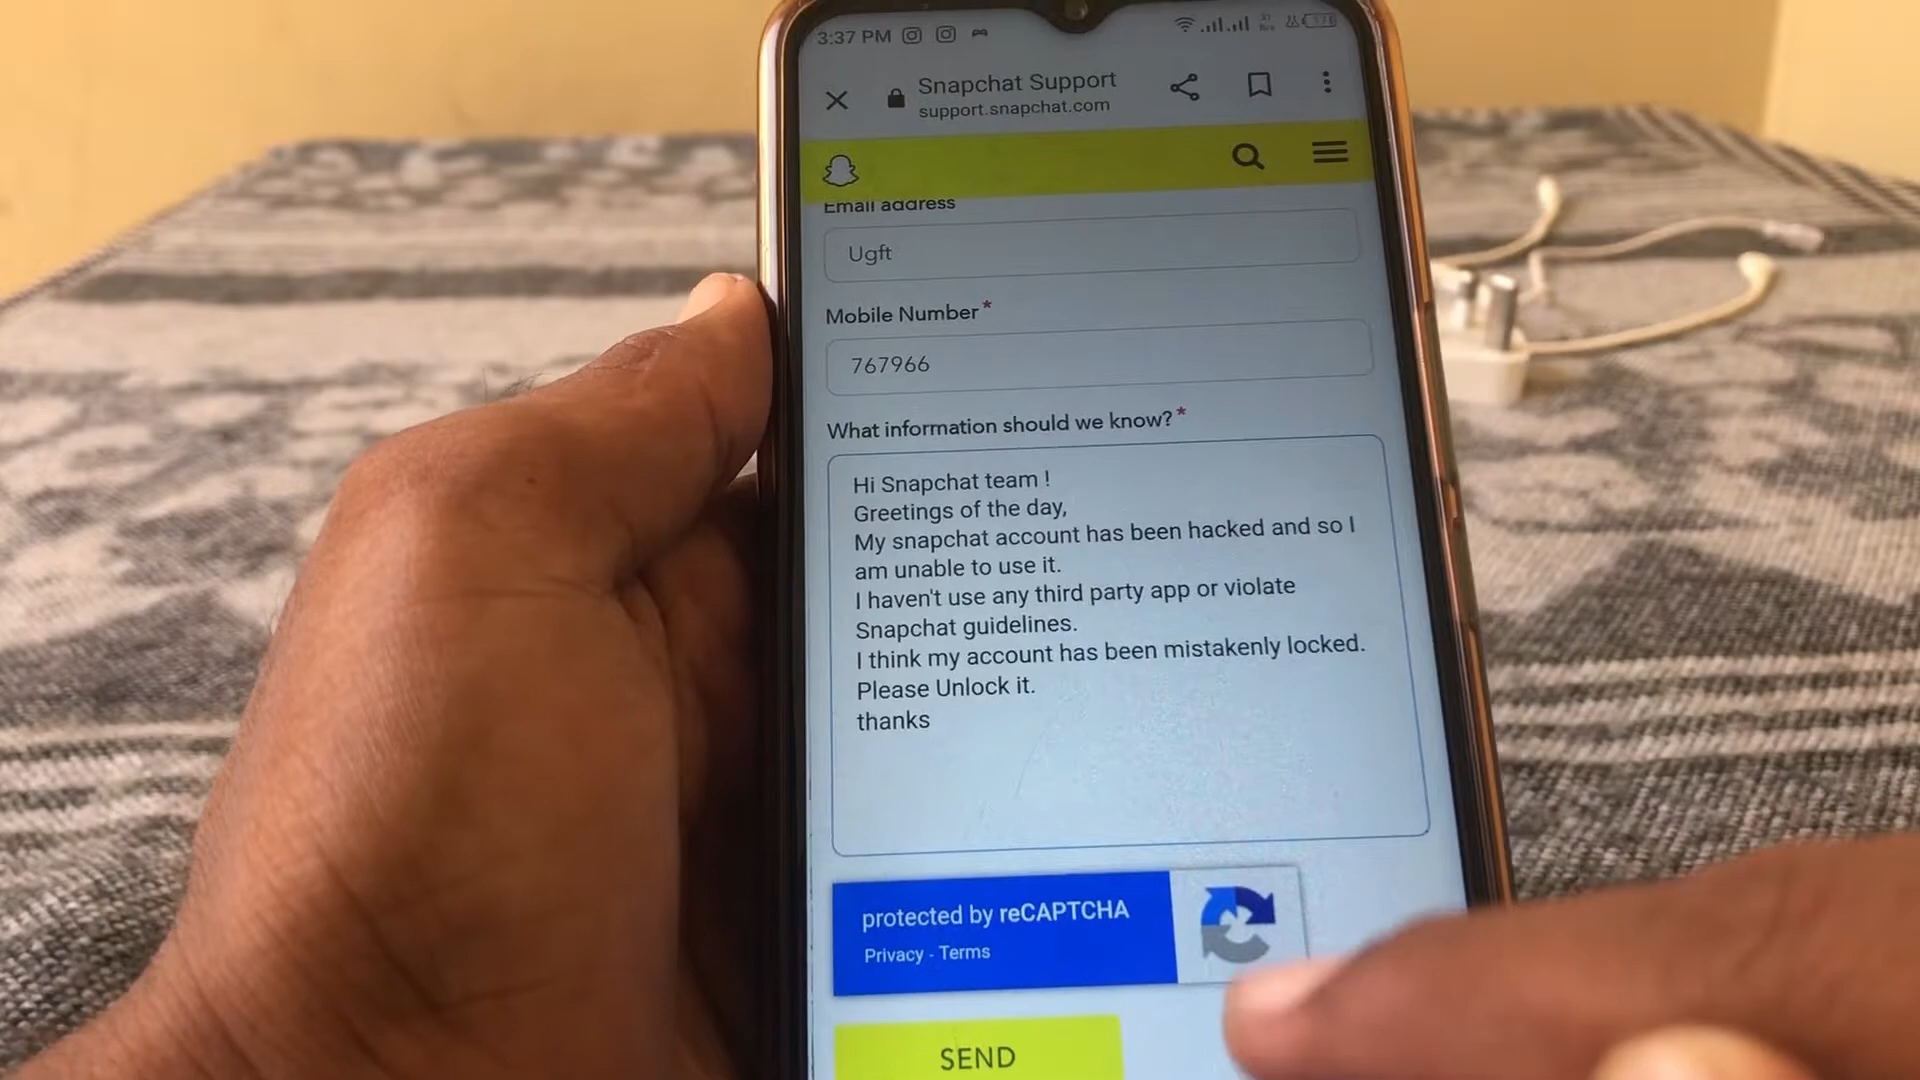 3:37 PM
Snapchat Support
support.snapchat.com
Email address
Ugft
Mobile Number*
767966
What information should we know?*
Hi Snapchat team !
Greetings of the day,
My snapchat account has been hacked and so I
am unable to use it.
I haven't use any third party app or violate
Snapchat guidelines.
I think my account has been mistakenly locked.
Please Unlock it.
thanks
protected by reCAPTCHA
Privacy - Terms
SEND